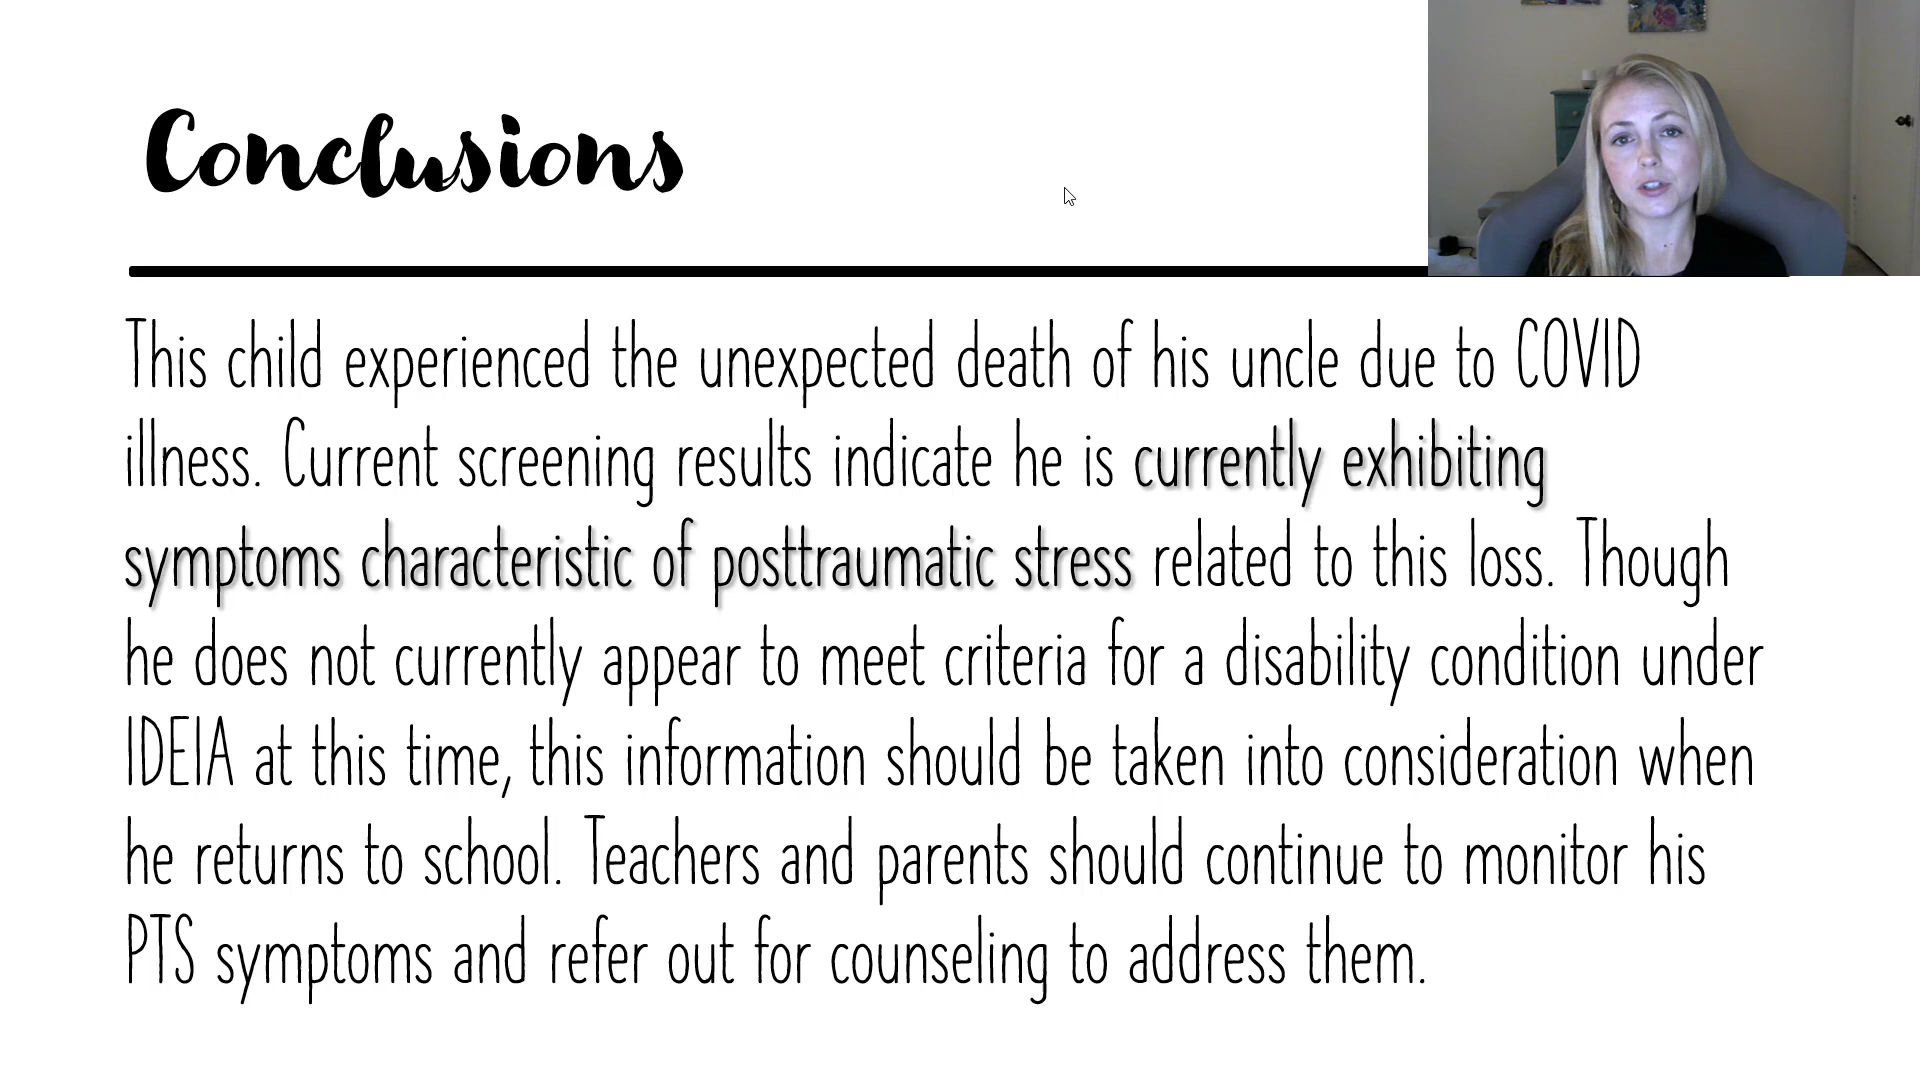 Conclusions
This child experienced the unexpected death of his uncle due to COVID
illness. Current screening results indicate he is currently exhibiting
symptoms characteristic of posttraumatic stress related to this loss. Though
he does not currently appear to meet criteria for a disability condition under
IDEIA at this time, this information should be taken into consideration when
he returns to school. Teachers and parents should continue to monitor his
PTS symptoms and refer out for counseling to address them.